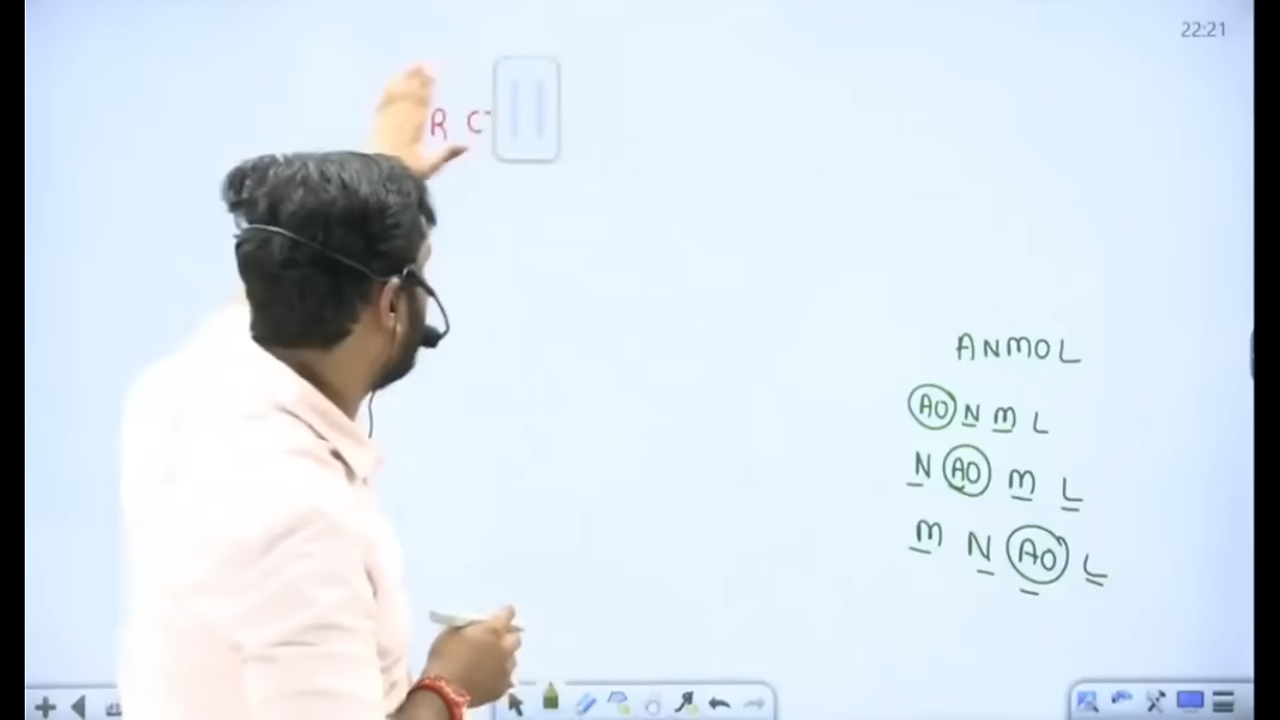 22:21
R C
ANMOL
AO N M L
N AO M L
M N AO L